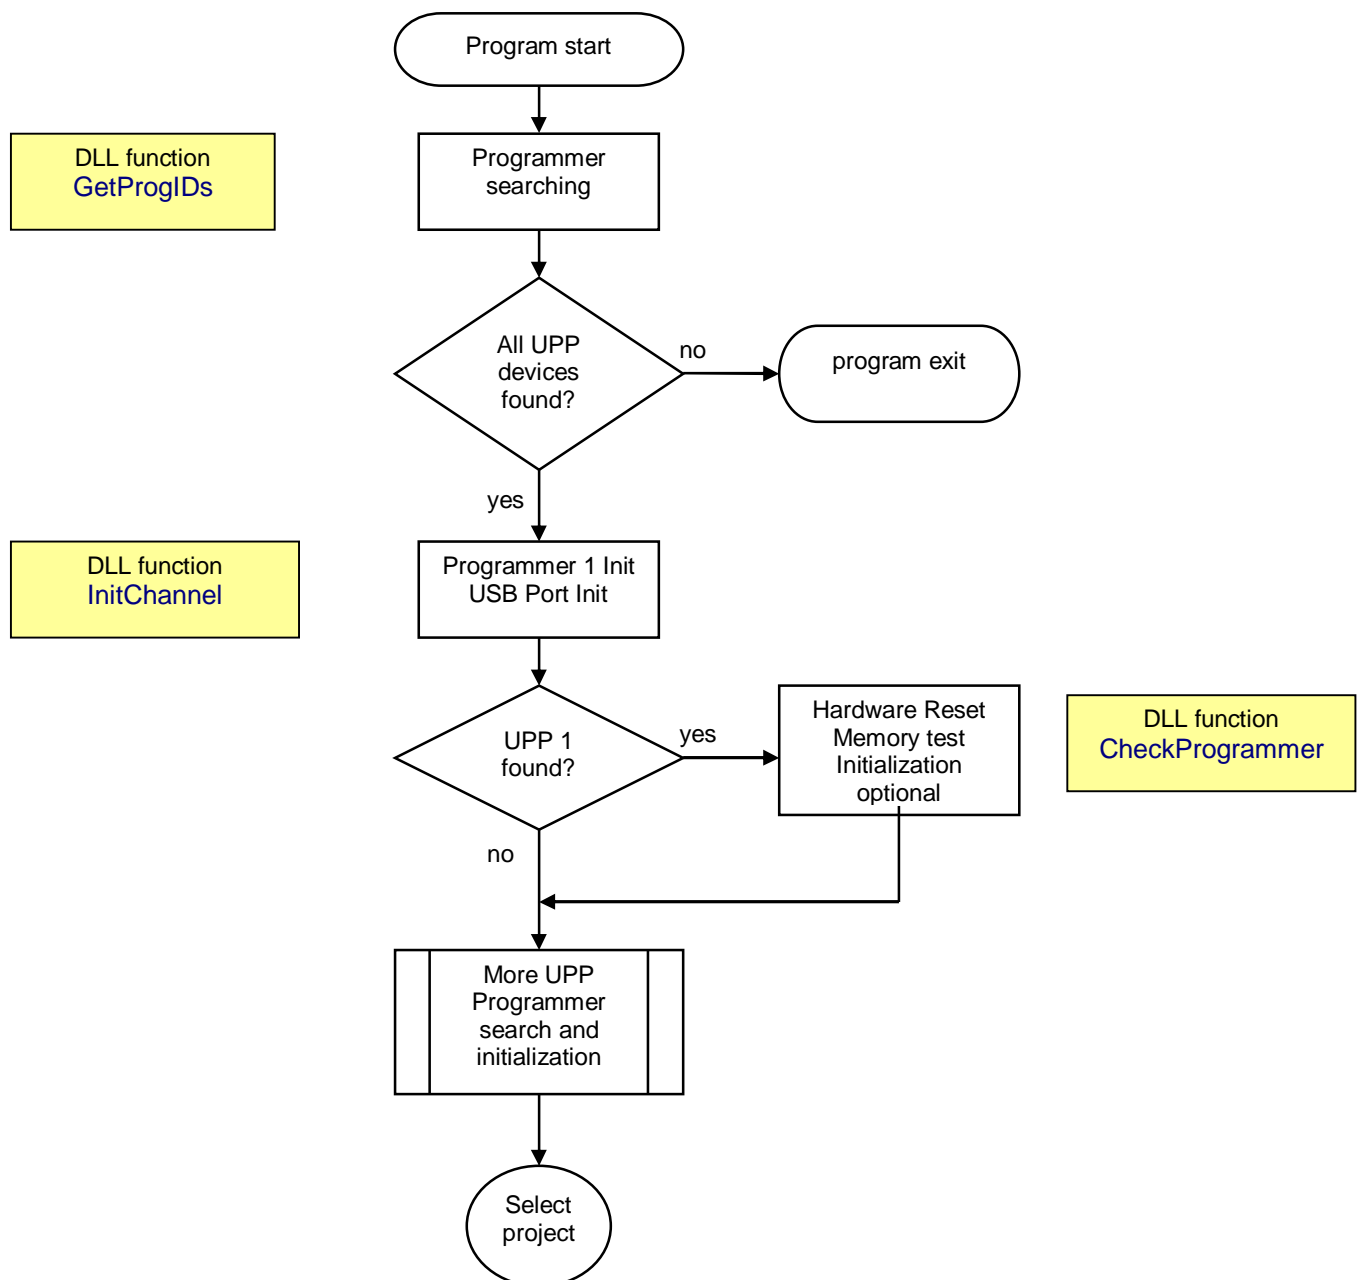 Program start
DLL function
GetProgIDs
Programmer
searching
All UPP
devices
found?
no
program exit
yes
DLL function
InitChannel
Programmer 1 Init
USB Port Init
UPP 1
found?
yes
Hardware Reset
Memory test
Initialization
optional
DLL function
CheckProgrammer
no
More UPP
Programmer
search and
initialization
Select
project